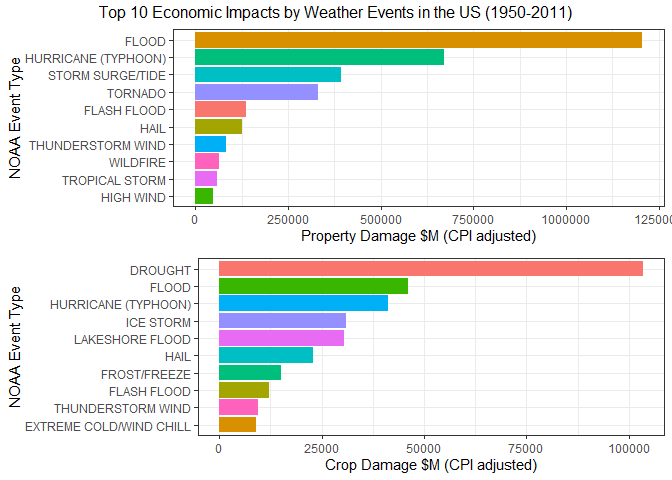 Top 10 Economic Impacts by Weather Events in the US (1950-2011)
NOAA Event Type
FLOOD
HURRICANE (TYPHOON)
STORM SURGE/TIDE
TORNADO
FLASH FLOOD
HAIL
THUNDERSTORM WIND
WILDFIRE
TROPICAL STORM
HIGH WIND
0 250000 500000 750000 1000000 125000
Property Damage $M (CPI adjusted)
NOAA Event Type
DROUGHT
FLOOD
HURRICANE (TYPHOON)
ICE STORM
LAKESHORE FLOOD
HAIL
FROST/FREEZE
FLASH FLOOD
THUNDERSTORM WIND
EXTREME COLD/WIND CHILL
0 25000 50000 75000 100000
Crop Damage $M (CPI adjusted)